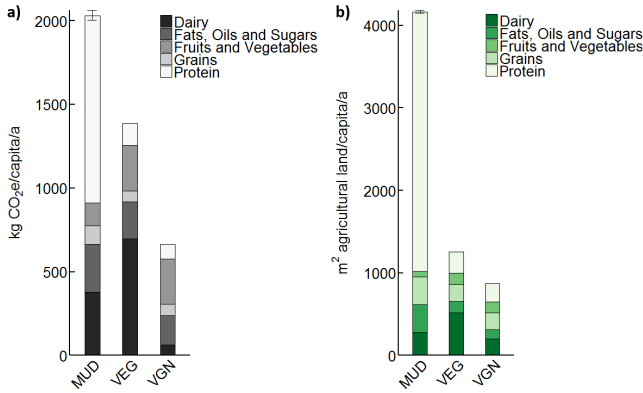 a)
kg CO2e/capita/a
2000
1500
1000
500
0
Dairy
Fats, Oils and Sugars
Fruits and Vegetables
Grains
Protein
MUD
VEG
VGN
b)
m2 agricultural land/capita/a
4000
3000
2000
1000
0
Dairy
Fats, Oils and Sugars
Fruits and Vegetables
Grains
Protein
MUD
VEG
VGN